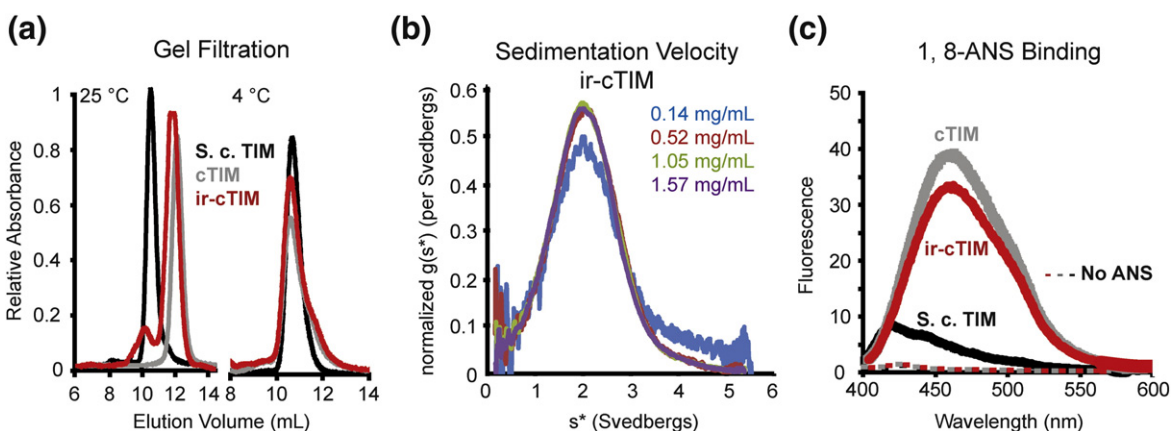 (a)
Gel Filtration
25 °C
4 °C
S. c. TIM
cTIM
ir-cTIM
Relative Absorbance
1
0.8
0.6
0.4
0.2
0
6 8 10 12 14
8 10 12 14
Elution Volume (mL)
(b)
Sedimentation Velocity
ir-cTIM
0.14 mg/mL
0.52 mg/mL
1.05 mg/mL
1.57 mg/mL
normalized g(s*) (per Svedbergs)
0.6
0.5
0.4
0.3
0.2
0.1
0
0 1 2 3 4 5 6
s* (Svedbergs)
(c)
1, 8-ANS Binding
cTIM
ir-cTIM
S. c. TIM
No ANS
Fluorescence
50
40
30
20
10
0
400 450 500 550 600
Wavelength (nm)